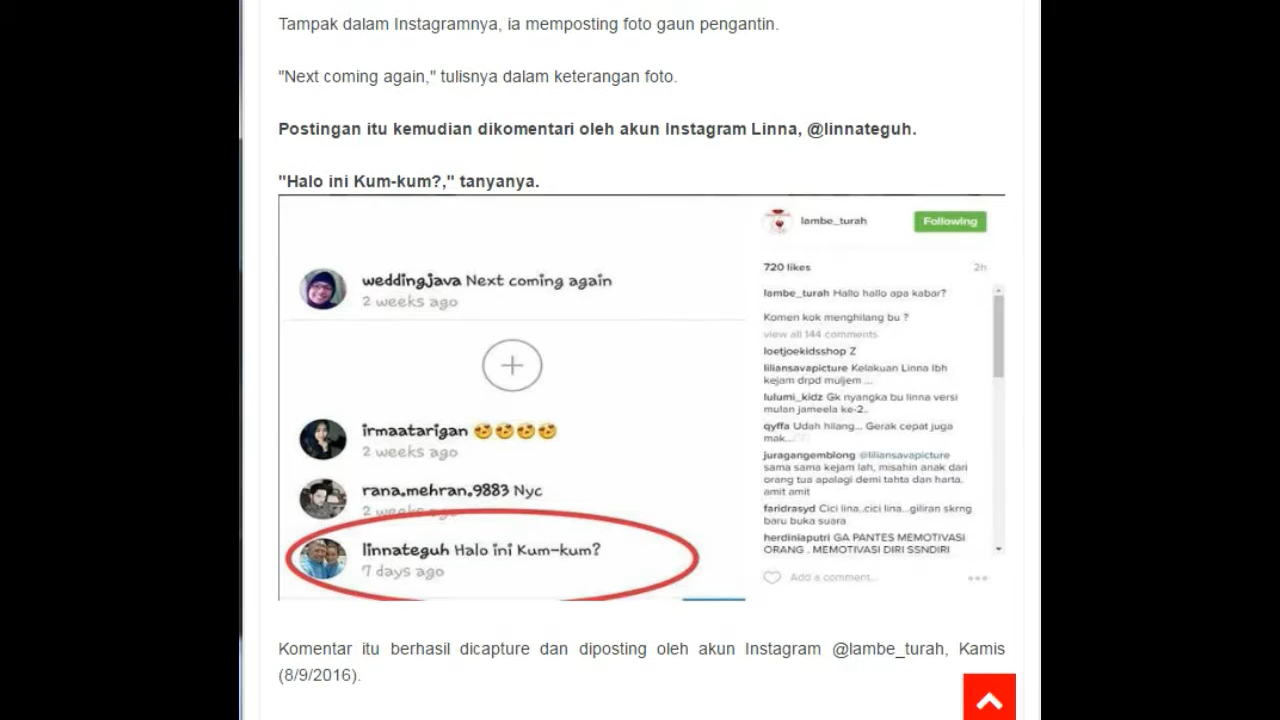 Tampak dalam Instagramnya, ia memposting foto gaun pengantin.
"Next coming again," tulisnya dalam keterangan foto.
Postingan itu kemudian dikomentari oleh akun Instagram Linna, @linnateguh.
"Halo ini Kum-kum?," tanyanya.
weddingjava Next coming again
2 weeks ago
irmaatarigan 😍😍😍😍
2 weeks ago
rana.mehran.9883 Nyc
2 weeks ago
linnateguh Halo ini Kum-kum?
7 days ago
lambe_turah Following
720 likes 2h
lambe_turah Hallo hallo apa kabar?
Komen kok menghilang bu ?
view all 144 comments
loetjoekidsshop Z
liliansavapicture Kelakuan Linna lbh
kejam drpd muljem ...
lulumi_kidz Gk nyangka bu linna versi
mulan jameela ke-2..
qyffa Udah hilang... Gerak cepat juga
mak...
juragangemblong @liliansavapicture
sama sama kejam lah, misahin anak dari
orang tua apalagi demi tahta dan harta.
amit amit
faridrasyd Cici lina..cici lina...giliran skrng
baru buka suara
herdiniaputri GA PANTES MEMOTIVASI
ORANG . MEMOTIVASI DIRI SSNDIRI
Add a comment...
Komentar itu berhasil dicapture dan diposting oleh akun Instagram @lambe_turah, Kamis
(8/9/2016).